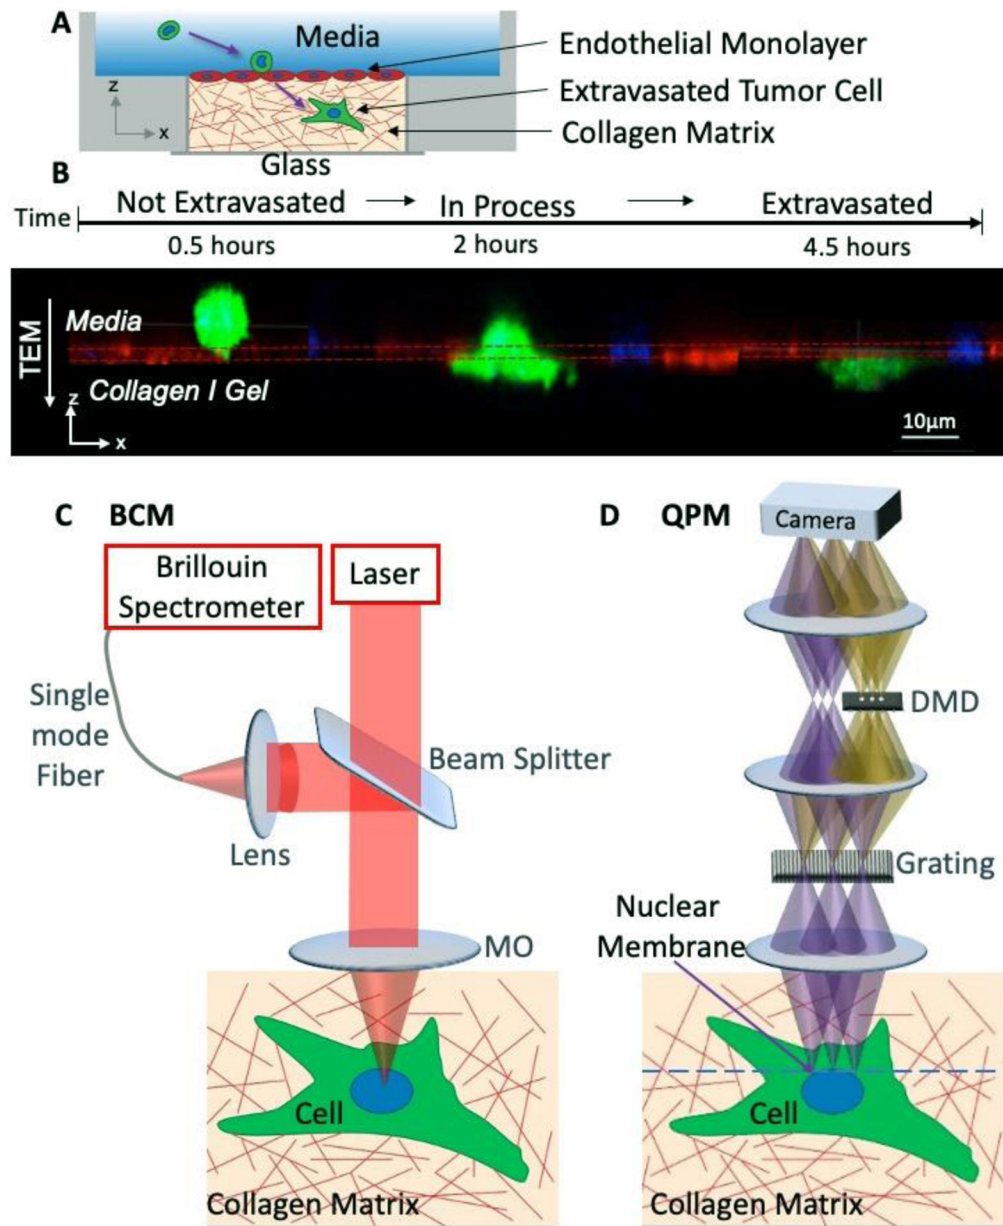 A
Media
Endothelial Monolayer
Extravasated Tumor Cell
Collagen Matrix
z
x
Glass
B
Time
Not Extravasated
In Process
Extravasated
0.5 hours
2 hours
4.5 hours
TEM
Media
Collagen I Gel
z
x
10μm
C BCM
Brillouin
Spectrometer
Laser
Single
mode
Fiber
Beam Splitter
Lens
MO
Cell
Collagen Matrix
D QPM
Camera
DMD
Grating
Nuclear
Membrane
Cell
Collagen Matrix